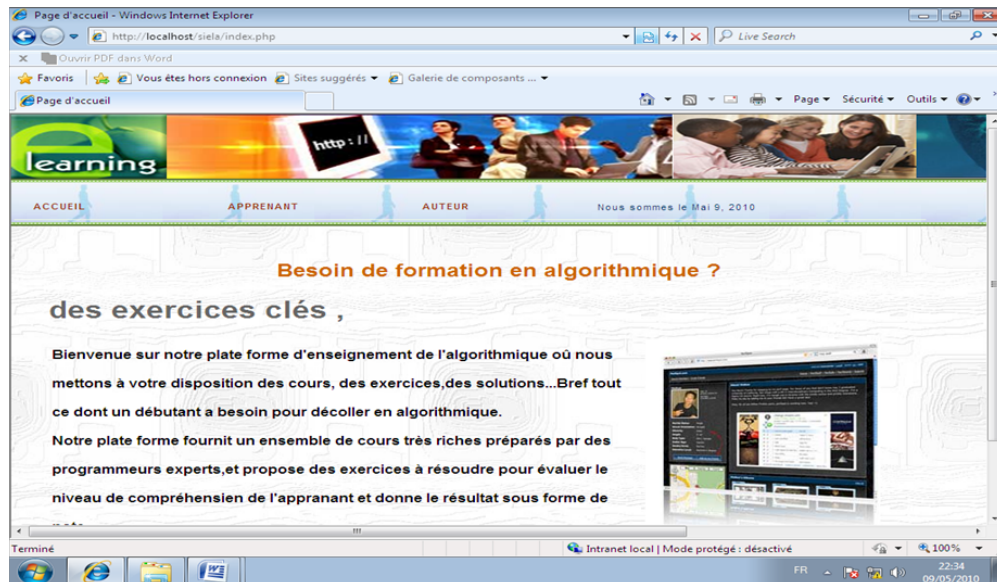 Page d'accueil - Windows Internet Explorer
http://localhost/siela/index.php
Live Search
x Ouvrir PDF dans Word
Favoris Vous êtes hors connexion Sites suggérés Galerie de composants ...
Page d'accueil Page Sécurité Outils
e
learning
http://
ACCUEIL APPRENANT AUTEUR Nous sommes le Mai 9, 2010
Besoin de formation en algorithmique ?
des exercices clés ,
Bienvenue sur notre plate forme d'enseignement de l'algorithmique oû nous
mettons à votre disposition des cours, des exercices,des solutions...Bref tout
ce dont un débutant a besoin pour décoller en algorithmique.
Notre plate forme fournit un ensemble de cours très riches préparés par des
programmeurs experts,et propose des exercices à résoudre pour évaluer le
niveau de compréhensien de l'appranant et donne le résultat sous forme de
Terminé Intranet local | Mode protégé : désactivé 100%
FR 22:34
09/05/2010